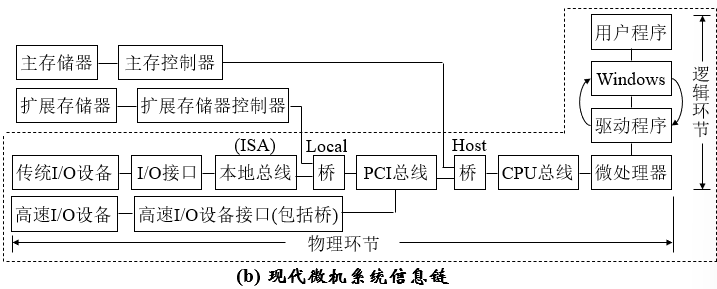 用户程序
主存储器 主存控制器
Windows
扩展存储器 扩展存储器控制器
驱动程序
逻辑环节
(ISA) Local Host
传统I/O设备 I/O接口 本地总线 桥 PCI总线 桥 CPU总线 微处理器
高速I/O设备 高速I/O设备接口(包括桥)
物理环节
(b) 现代微机系统信息链